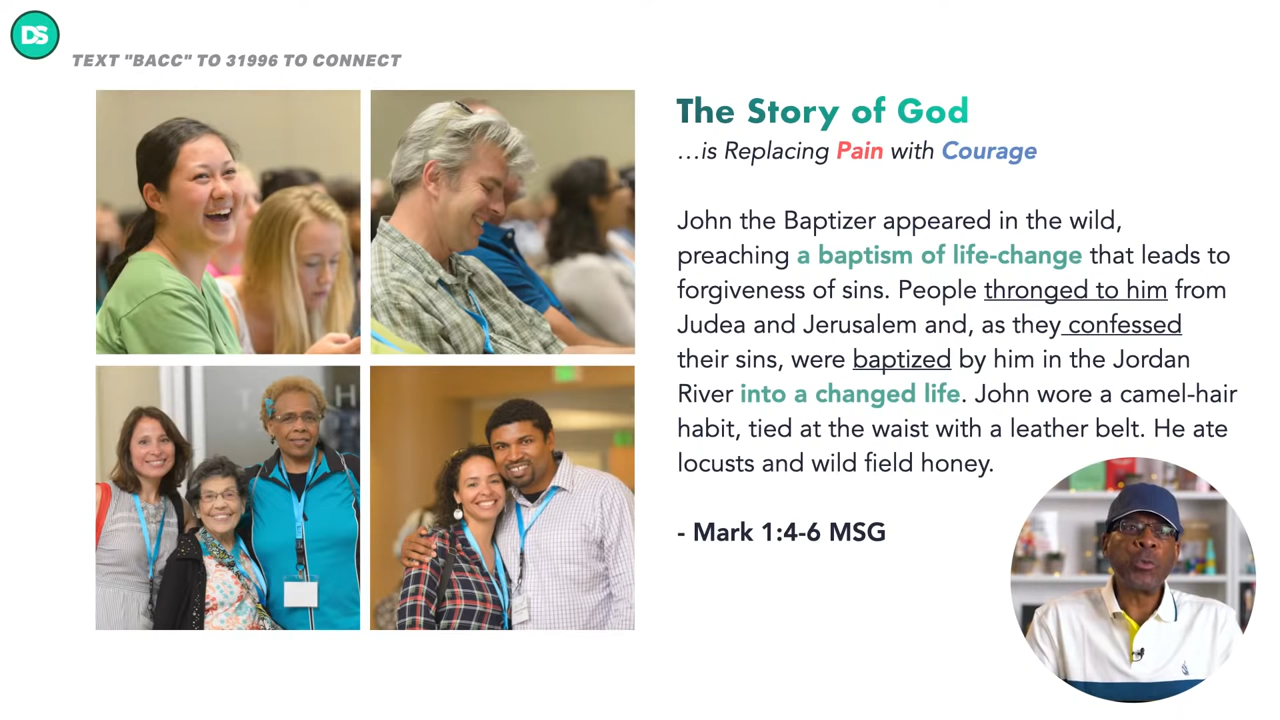 DS
TEXT "BACC" TO 31996 TO CONNECT
The Story of God
...is Replacing Pain with Courage
John the Baptizer appeared in the wild,
preaching a baptism of life-change that leads to
forgiveness of sins. People thronged to him from
Judea and Jerusalem and, as they confessed
their sins, were baptized by him in the Jordan
River into a changed life. John wore a camel-hair
habit, tied at the waist with a leather belt. He ate
locusts and wild field honey.
- Mark 1:4-6 MSG